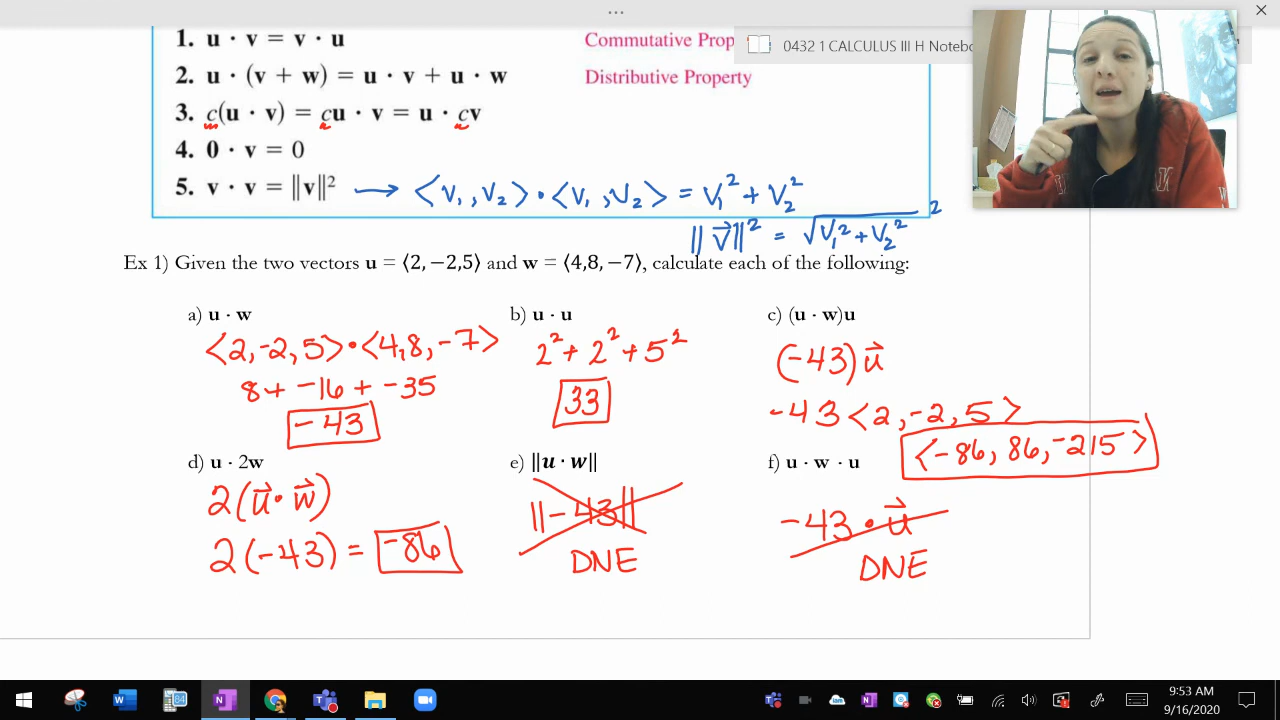 0432 1 CALCULUS III H Noteb
1. u · v = v · u Commutative Prop
2. u · (v + w) = u · v + u · w Distributive Property
3. c(u · v) = cu · v = u · cv
4. 0 · v = 0
5. v · v = ||v||² → ⟨v₁, v₂⟩ · ⟨v₁, v₂⟩ = v₁² + v₂²
||v⃗||² = √(v₁² + v₂²)²
Ex 1) Given the two vectors u = ⟨2, −2,5⟩ and w = ⟨4,8, −7⟩, calculate each of the following:
a) u · w
⟨2, -2, 5⟩ · ⟨4, 8, -7⟩
8 + -16 + -35
-43
b) u · u
2² + 2² + 5²
33
c) (u · w)u
(-43) u⃗
-43 ⟨2, -2, 5⟩
⟨-86, 86, -215⟩
d) u · 2w
2(u⃗ · w⃗)
2(-43) = -86
e) ||u · w||
||-43||
DNE
f) u · w · u
-43 · u⃗
DNE
9:53 AM
9/16/2020